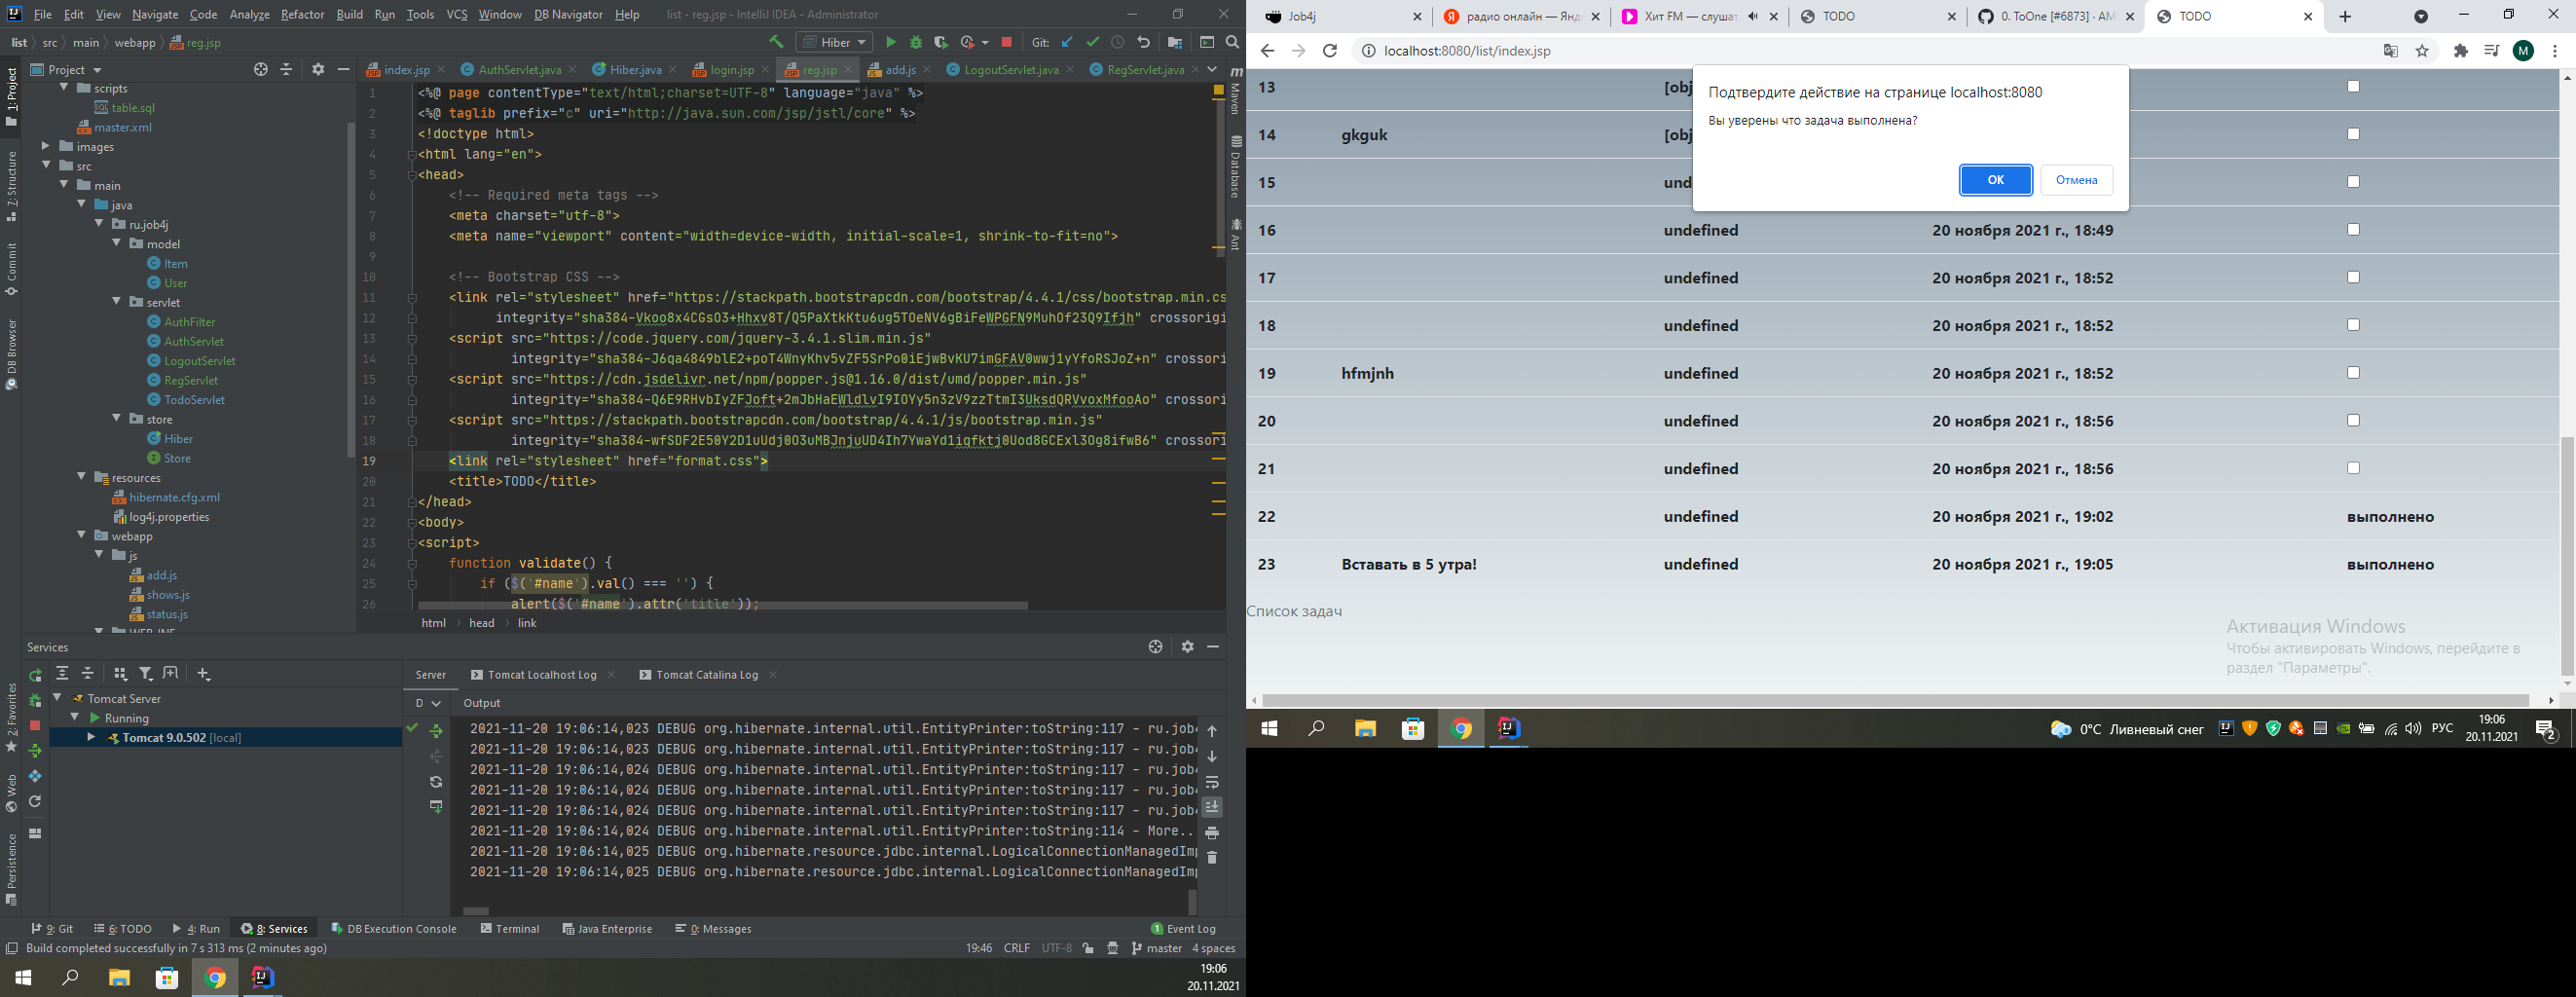 File Edit View Navigate Code Analyze Refactor Build Run Tools VCS Window DB Navigator Help list - reg.jsp - IntelliJ IDEA - Administrator
list src main webapp reg.jsp
Hiber
Git:
Project
index.jsp AuthServlet.java Hiber.java login.jsp reg.jsp add.js LogoutServlet.java RegServlet.java
1: Project
7: Structure
Commit
DB Browser
2: Favorites
Web
Persistence
scripts
table.sql
master.xml
images
src
main
java
ru.job4j
model
Item
User
servlet
AuthFilter
AuthServlet
LogoutServlet
RegServlet
TodoServlet
store
Hiber
Store
resources
hibernate.cfg.xml
log4j.properties
webapp
js
add.js
shows.js
status.js
1 <%@ page contentType="text/html;charset=UTF-8" language="java" %>
2 <%@ taglib prefix="c" uri="http://java.sun.com/jsp/jstl/core" %>
3 <!doctype html>
4 <html lang="en">
5 <head>
6 <!-- Required meta tags -->
7 <meta charset="utf-8">
8 <meta name="viewport" content="width=device-width, initial-scale=1, shrink-to-fit=no">
9
10 <!-- Bootstrap CSS -->
11 <link rel="stylesheet" href="https://stackpath.bootstrapcdn.com/bootstrap/4.4.1/css/bootstrap.min.cs
12 integrity="sha384-Vkoo8x4CGsO3+Hhxv8T/Q5PaXtkKtu6ug5TOeNV6gBiFeWPGFN9MuhOf23Q9Ifjh" crossorigi
13 <script src="https://code.jquery.com/jquery-3.4.1.slim.min.js"
14 integrity="sha384-J6qa4849blE2+poT4WnyKhv5vZF5SrPo0iEjwBvKU7imGFAV0wwj1yYfoRSJoZ+n" crossori
15 <script src="https://cdn.jsdelivr.net/npm/popper.js@1.16.0/dist/umd/popper.min.js"
16 integrity="sha384-Q6E9RHvbIyZFJoft+2mJbHaEWldlvI9IOYy5n3zV9zzTtmI3UksdQRVvoxMfooAo" crossori
17 <script src="https://stackpath.bootstrapcdn.com/bootstrap/4.4.1/js/bootstrap.min.js"
18 integrity="sha384-wfSDF2E50Y2D1uUdj0O3uMBJnjuUD4Ih7YwaYd1iqfktj0Uod8GCExl3Og8ifwB6" crossori
19 <link rel="stylesheet" href="format.css">
20 <title>TODO</title>
21 </head>
22 <body>
23 <script>
24 function validate() {
25 if ($('#name').val() === '') {
26 alert($('#name').attr('title'));
html head link
Maven
Database
Ant
Services
Tomcat Server
Running
Tomcat 9.0.502 [local]
Server Tomcat Localhost Log Tomcat Catalina Log
D Output
2021-11-20 19:06:14,023 DEBUG org.hibernate.internal.util.EntityPrinter:toString:117 - ru.job4
2021-11-20 19:06:14,023 DEBUG org.hibernate.internal.util.EntityPrinter:toString:117 - ru.job4
2021-11-20 19:06:14,024 DEBUG org.hibernate.internal.util.EntityPrinter:toString:117 - ru.job4
2021-11-20 19:06:14,024 DEBUG org.hibernate.internal.util.EntityPrinter:toString:117 - ru.job4
2021-11-20 19:06:14,024 DEBUG org.hibernate.internal.util.EntityPrinter:toString:117 - ru.job4
2021-11-20 19:06:14,024 DEBUG org.hibernate.internal.util.EntityPrinter:toString:114 - More..
2021-11-20 19:06:14,025 DEBUG org.hibernate.resource.jdbc.internal.LogicalConnectionManagedImp
2021-11-20 19:06:14,025 DEBUG org.hibernate.resource.jdbc.internal.LogicalConnectionManagedImp
9: Git 6: TODO 4: Run 8: Services DB Execution Console Terminal Java Enterprise 0: Messages 1 Event Log
Build completed successfully in 7 s 313 ms (2 minutes ago) 19:46 CRLF UTF-8 master 4 spaces
19:06
20.11.2021
Job4j радио онлайн — Янд Хит FM — слушат TODO 0. ToOne [#6873] · AM TODO
localhost:8080/list/index.jsp M
Подтвердите действие на странице localhost:8080
Вы уверены что задача выполнена?
OK Отмена
13 [obj
14 gkguk [obj
15 und
16 undefined 20 ноября 2021 г., 18:49
17 undefined 20 ноября 2021 г., 18:52
18 undefined 20 ноября 2021 г., 18:52
19 hfmjnh undefined 20 ноября 2021 г., 18:52
20 undefined 20 ноября 2021 г., 18:56
21 undefined 20 ноября 2021 г., 18:56
22 undefined 20 ноября 2021 г., 19:02 выполнено
23 Вставать в 5 утра! undefined 20 ноября 2021 г., 19:05 выполнено
Список задач
Активация Windows
Чтобы активировать Windows, перейдите в
раздел "Параметры".
0°C Ливневый снег РУС 19:06
20.11.2021 2